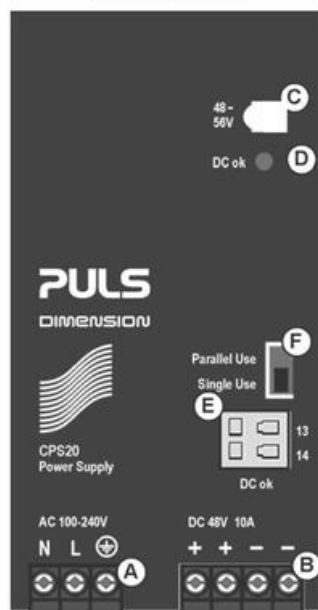 C
48-
56V
DC ok
D
PULS
DIMENSION
F
Parallel Use
Single Use
E
CPS20
Power Supply
13
14
DC ok
AC 100-240V
DC 48V 10A
N L
+ + − −
A
B